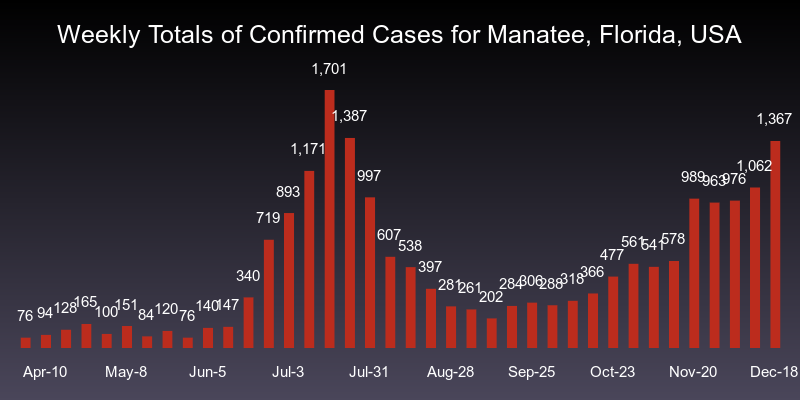 Weekly Totals of Confirmed Cases for Manatee, Florida, USA
76 94 128 165 100 151 84 120 76 140 147 340 719 893 1,171 1,701 1,387 997 607 538 397 281 261 202 284 306 288 318 366 477 561 541 578 989 963 976 1,062 1,367
Apr-10 May-8 Jun-5 Jul-3 Jul-31 Aug-28 Sep-25 Oct-23 Nov-20 Dec-18